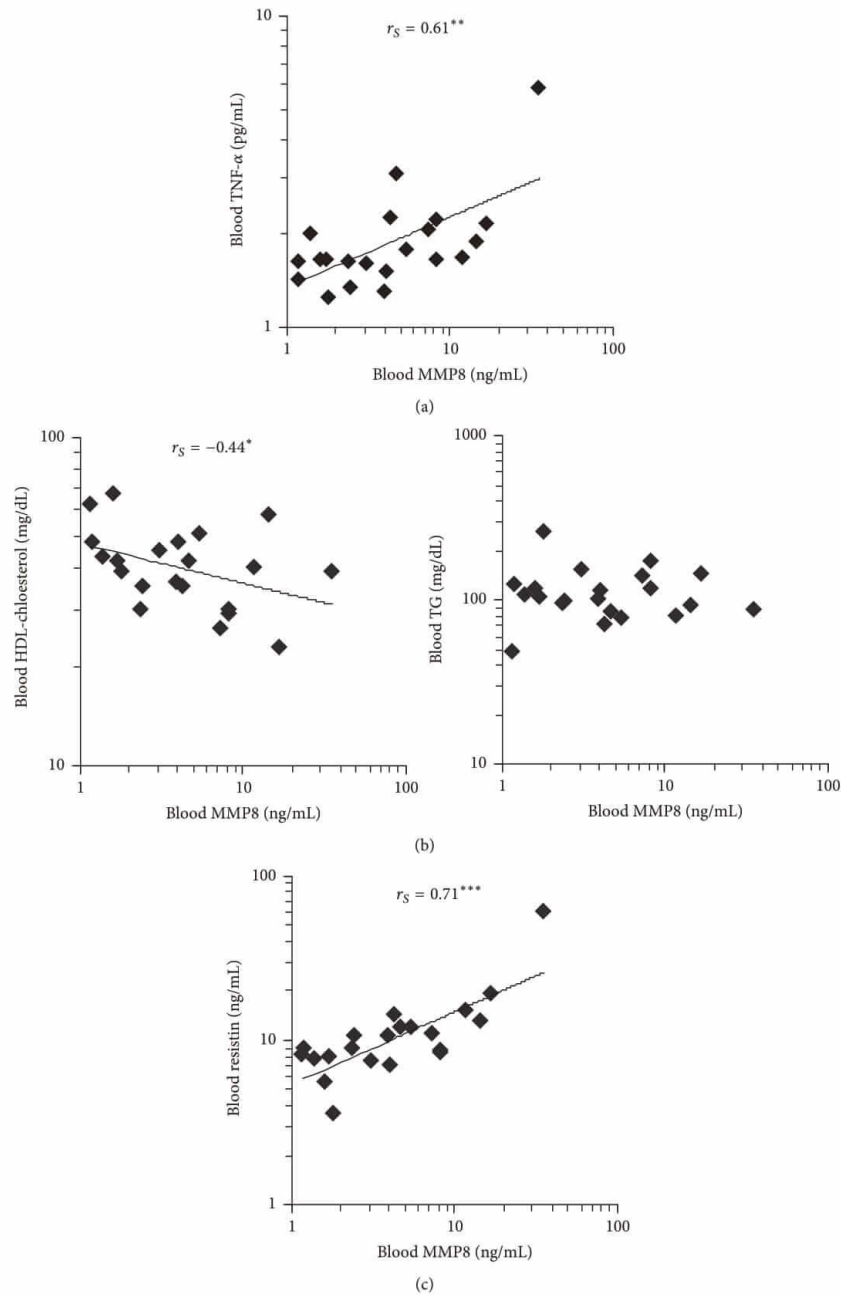 10
r_S = 0.61**
Blood TNF-α (pg/mL)
1
1 10 100
Blood MMP8 (ng/mL)
(a)
100
r_S = −0.44*
Blood HDL-chloesterol (mg/dL)
10
1 10 100
Blood MMP8 (ng/mL)
1000
Blood TG (mg/dL)
100
10
1 10 100
Blood MMP8 (ng/mL)
(b)
100
r_S = 0.71***
Blood resistin (ng/mL)
10
1
1 10 100
Blood MMP8 (ng/mL)
(c)